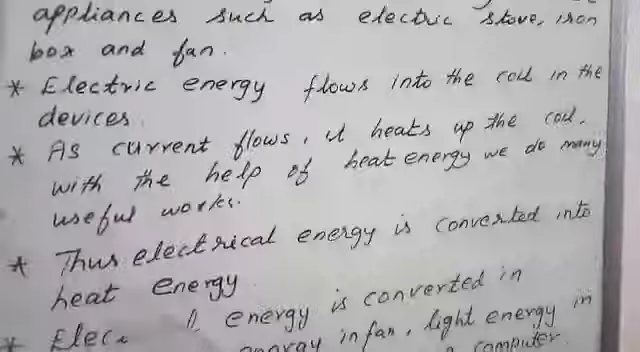 appliances such as electric stove, iron
box and fan.
* Electric energy flows into the coil in the
devices.
* As current flows, it heats up the coil.
with the help of heat energy we do many
useful works.
* Thus electrical energy is converted into
heat energy
* Elec energy is converted in
energy in fan, light energy in
computer